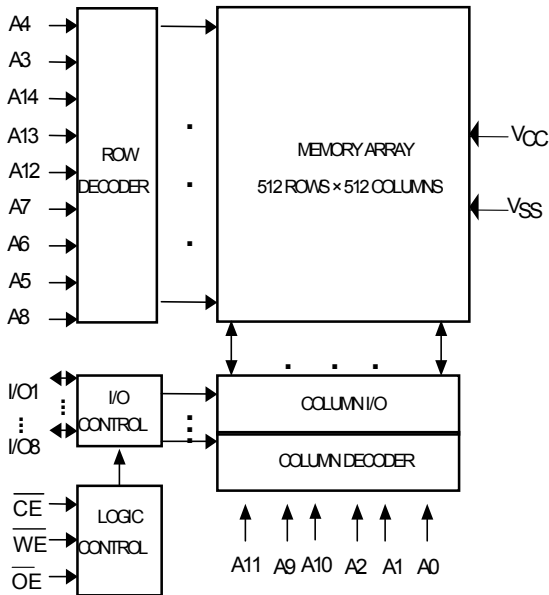 A4
A3
A14
A13
A12
A7
A6
A5
A8
ROW
DECODER
MEMORY ARRAY
512 ROWS × 512 COLUMNS
VCC
VSS
I/O1
I/O8
I/O
CONTROL
COLUMN I/O
COLUMN DECODER
CE
WE
OE
LOGIC
CONTROL
A11 A9 A10 A2 A1 A0